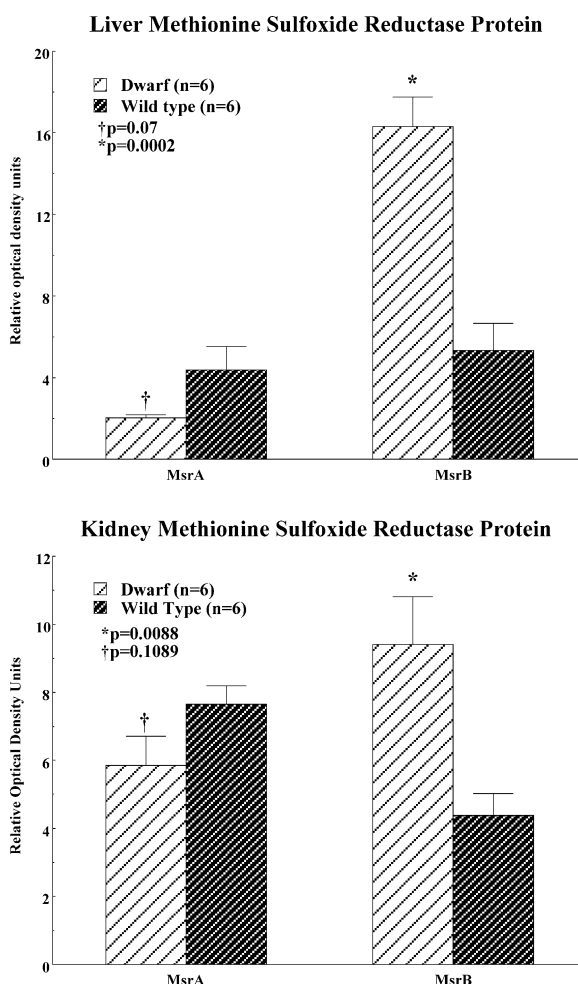 Liver Methionine Sulfoxide Reductase Protein
20
16
12
8
4
0
Relative optical density units
Dwarf (n=6)
Wild type (n=6)
†p=0.07
*p=0.0002
†
*
MsrA
MsrB
Kidney Methionine Sulfoxide Reductase Protein
12
10
8
6
4
2
0
Relative Optical Density Units
Dwarf (n=6)
Wild Type (n=6)
*p=0.0088
†p=0.1089
†
*
MsrA
MsrB